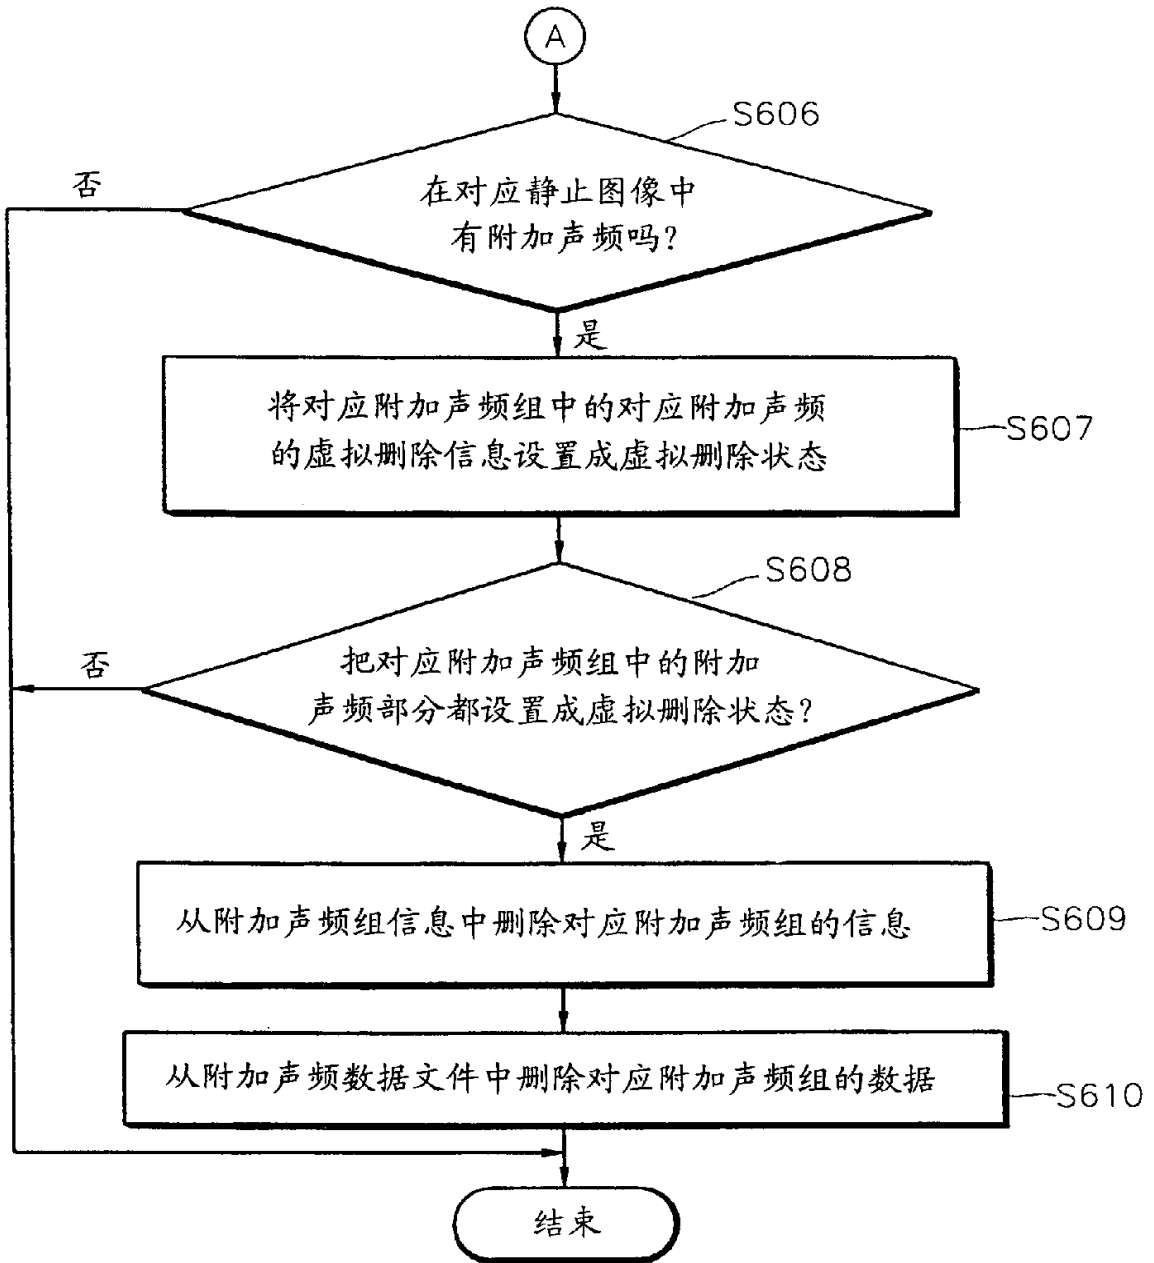 A
S606
否
在对应静止图像中
有附加声频吗?
是
将对应附加声频组中的对应附加声频
的虚拟删除信息设置成虚拟删除状态
S607
S608
否
把对应附加声频组中的附加
声频部分都设置成虚拟删除状态?
是
从附加声频组信息中删除对应附加声频组的信息
S609
从附加声频数据文件中删除对应附加声频组的数据
S610
结束